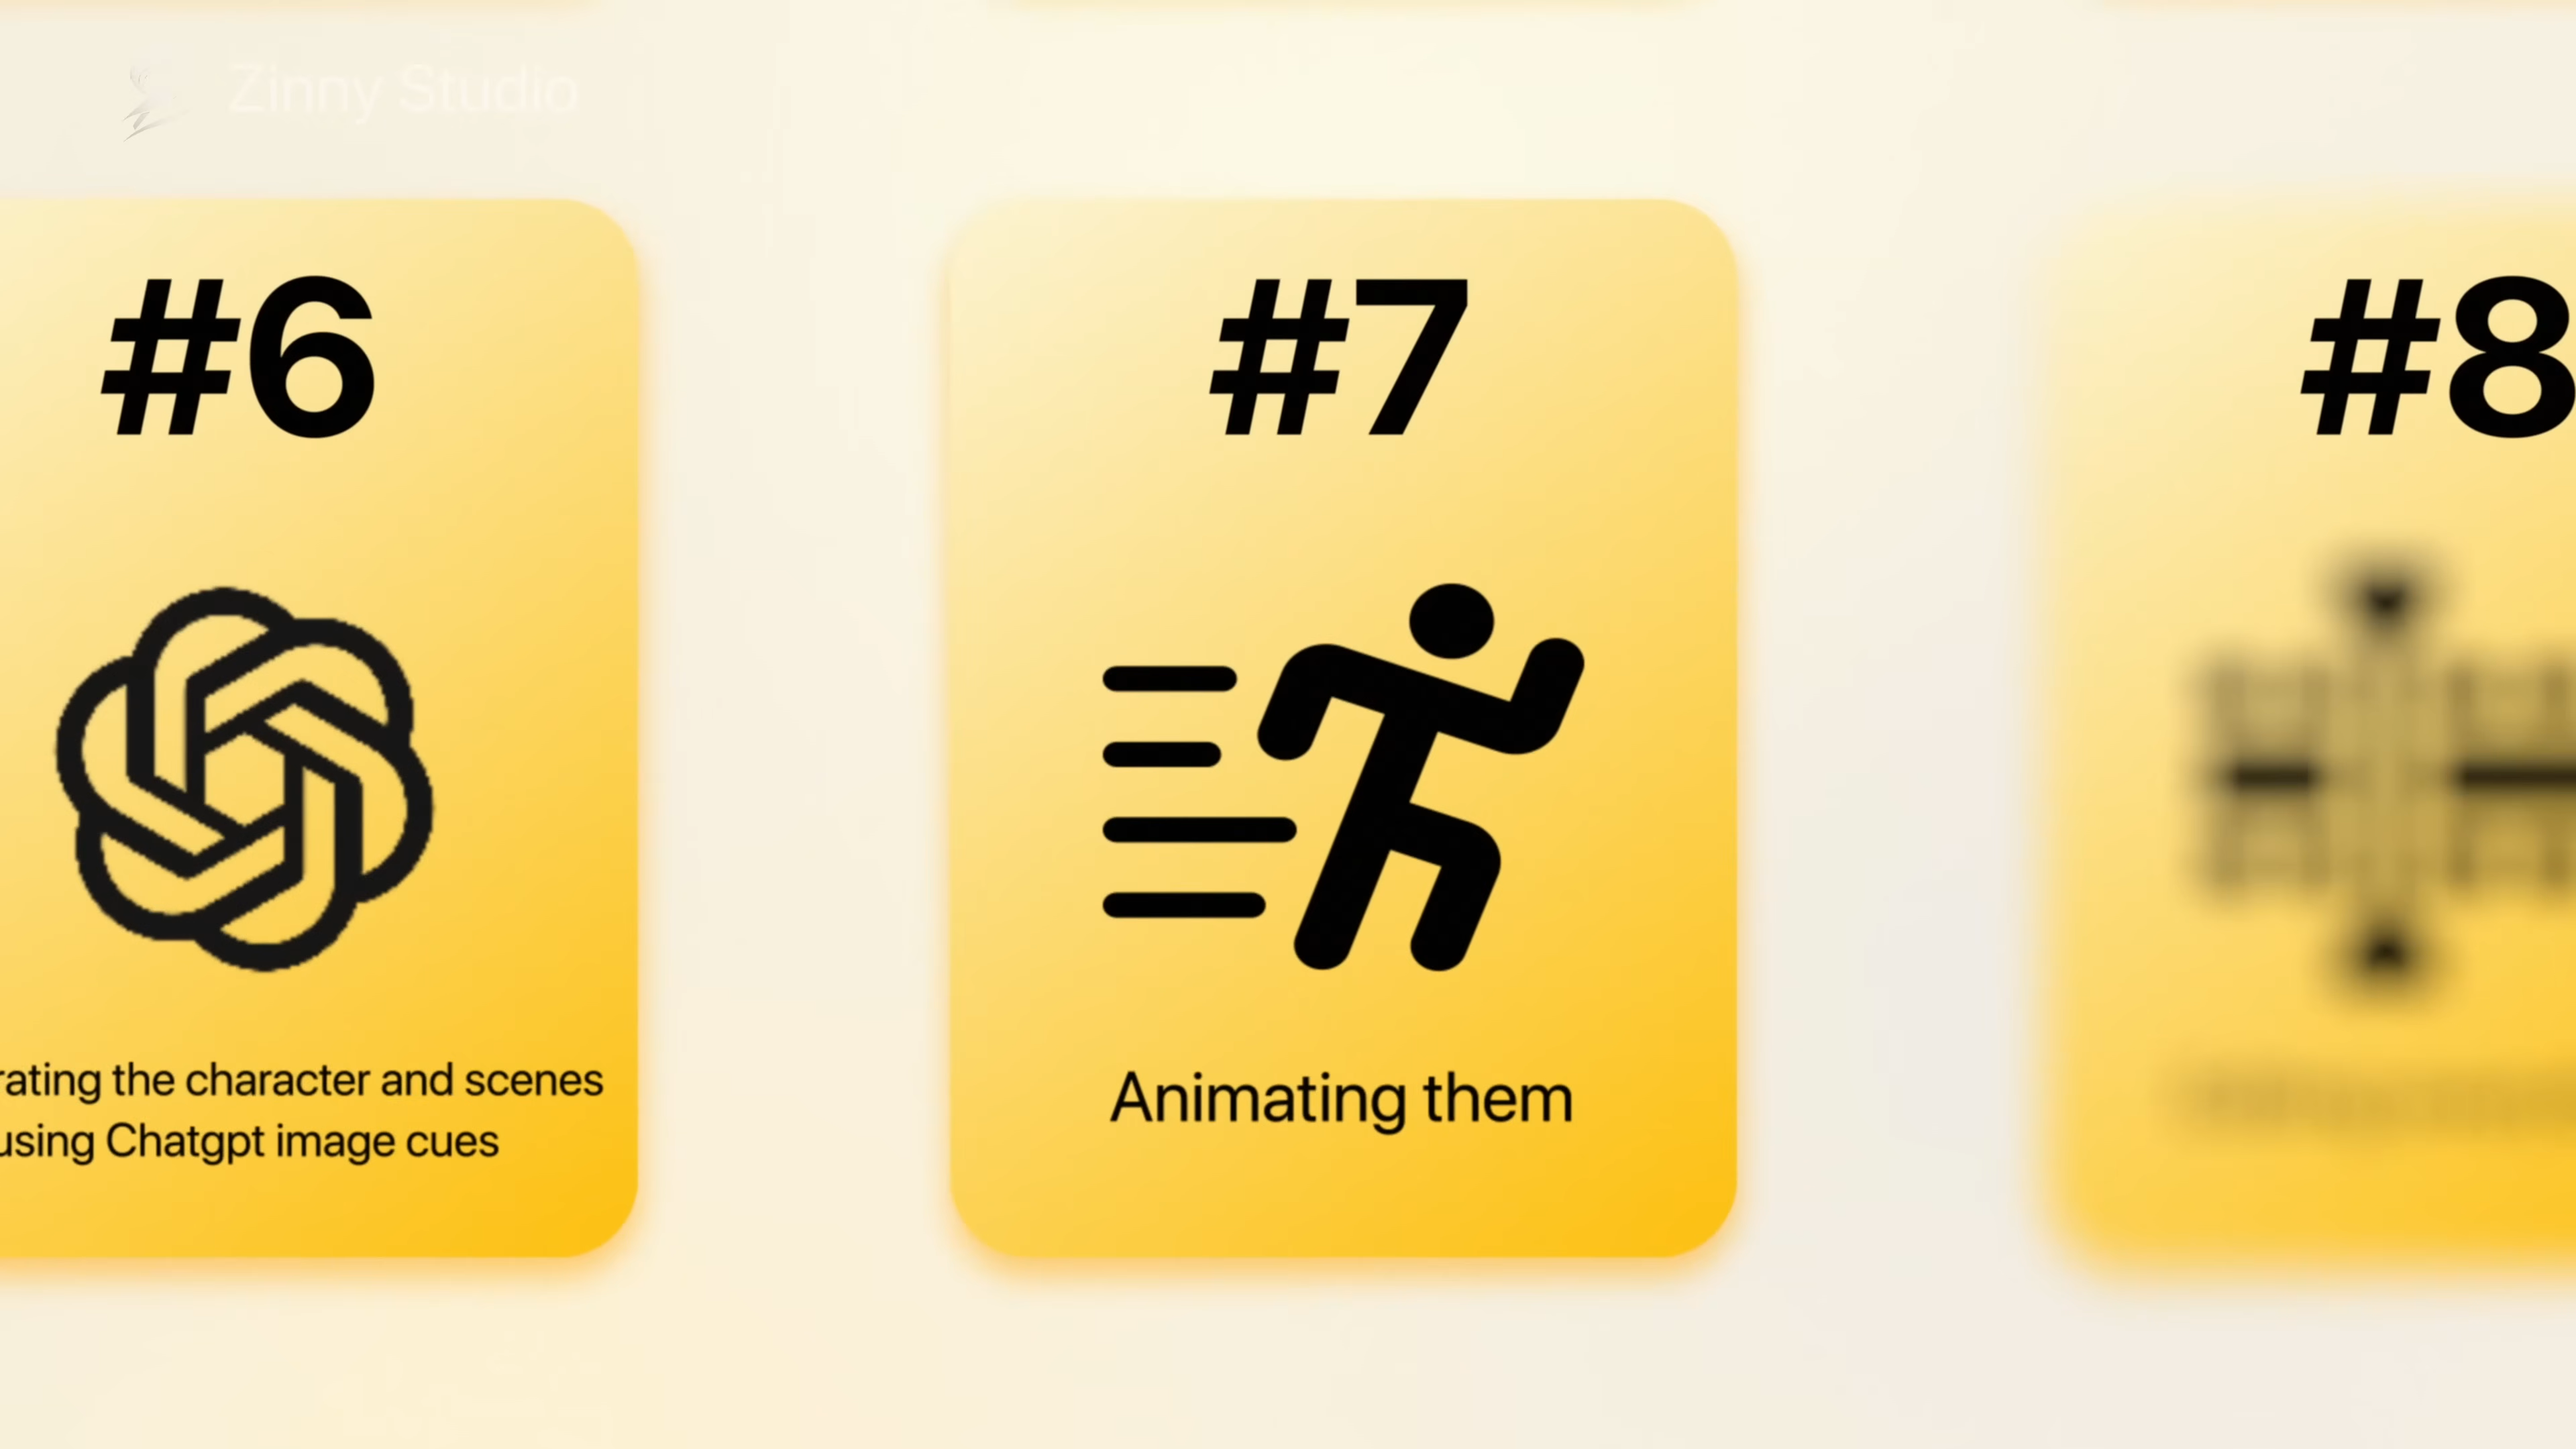 Zinny Studio
#6
rating the character and scenes
using Chatgpt image cues
#7
Animating them
#8